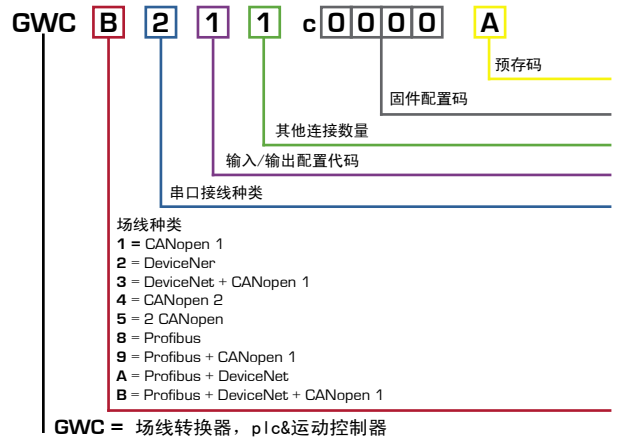 GWC B 2 1 1 c 0 0 0 0 A
预存码
固件配置码
其他连接数量
输入/输出配置代码
串口接线种类
场线种类
1 = CANopen 1
2 = DeviceNer
3 = DeviceNet + CANopen 1
4 = CANopen 2
5 = 2 CANopen
8 = Profibus
9 = Profibus + CANopen 1
A = Profibus + DeviceNet
B = Profibus + DeviceNet + CANopen 1
GWC = 场线转换器，plc&运动控制器